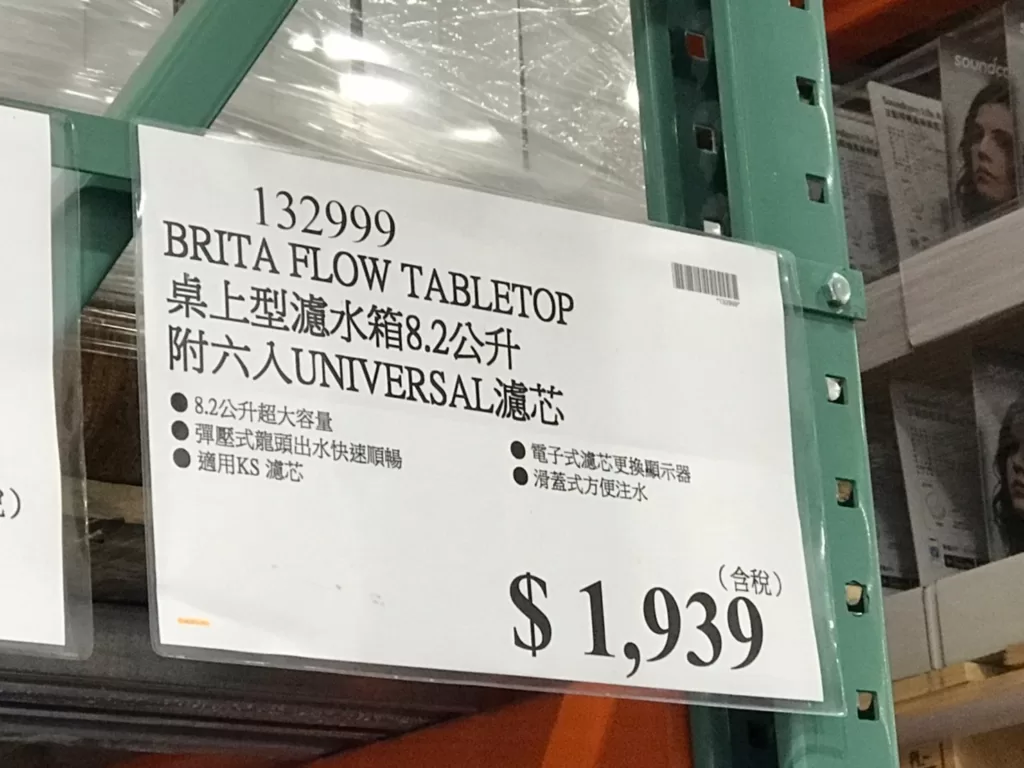 132999
BRITA FLOW TABLETOP
桌上型濾水箱8.2公升
附六入UNIVERSAL濾芯
● 8.2公升超大容量
● 彈壓式龍頭出水快速順暢
● 適用KS 濾芯
● 電子式濾芯更換顯示器
● 滑蓋式方便注水
(含稅)
$ 1,939